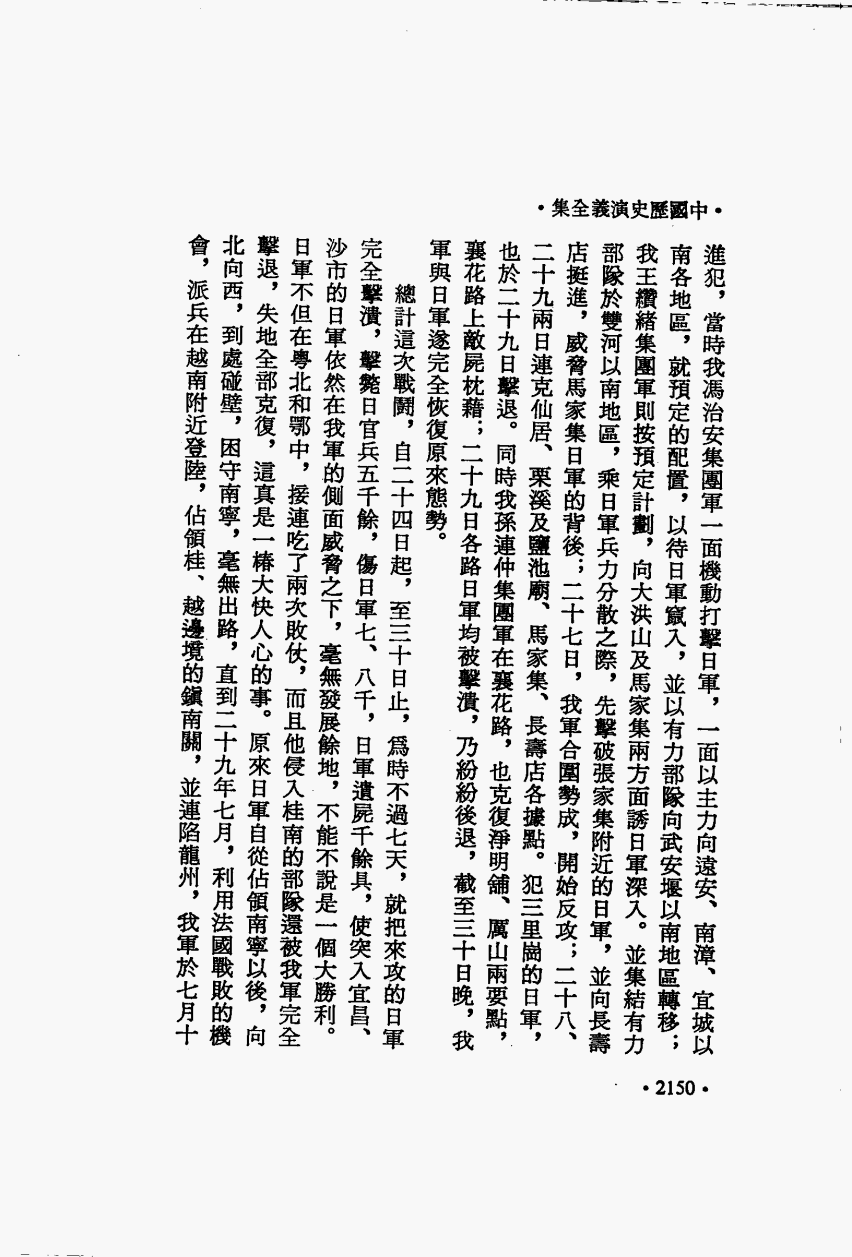 •中國歷史演義全集•
進犯，當時我馮治安集團軍一面機動打擊日軍，一面以主力向遠安、南漳、宜城以
南各地區，就預定的配置，以待日軍竄入，並以有力部隊向武安堰以南地區轉移；
我王纘緒集團軍則按預定計劃，向大洪山及馬家集兩方面誘日軍深入。並集結有力
部隊於雙河以南地區，乘日軍兵力分散之際，先擊破張家集附近的日軍，並向長壽
店挺進，威脅馬家集日軍的背後；二十七日，我軍合圍勢成，開始反攻；二十八、
二十九兩日連克仙居、栗溪及鹽池廟、馬家集、長壽店各據點。犯三里崗的日軍，
也於二十九日擊退。同時我孫連仲集團軍在襄花路，也克復淨明舖、厲山兩要點，
襄花路上敵屍枕藉；二十九日各路日軍均被擊潰，乃紛紛後退，截至三十日晚，我
軍與日軍遂完全恢復原來態勢。
總計這次戰鬪，自二十四日起，至三十日止，爲時不過七天，就把來攻的日軍
完全擊潰，擊斃日官兵五千餘，傷日軍七、八千，日軍遺屍千餘具，使突入宜昌、
沙市的日軍依然在我軍的側面威脅之下，毫無發展餘地，不能不說是一個大勝利。
日軍不但在粵北和鄂中，接連吃了兩次敗仗，而且他侵入桂南的部隊還被我軍完全
擊退，失地全部克復，這真是一樁大快人心的事。原來日軍自從佔領南寧以後，向
北向西，到處碰壁，困守南寧，毫無出路，直到二十九年七月，利用法國戰敗的機
會，派兵在越南附近登陸，佔領桂、越邊境的鎭南關，並連陷龍州，我軍於七月十
•2150•